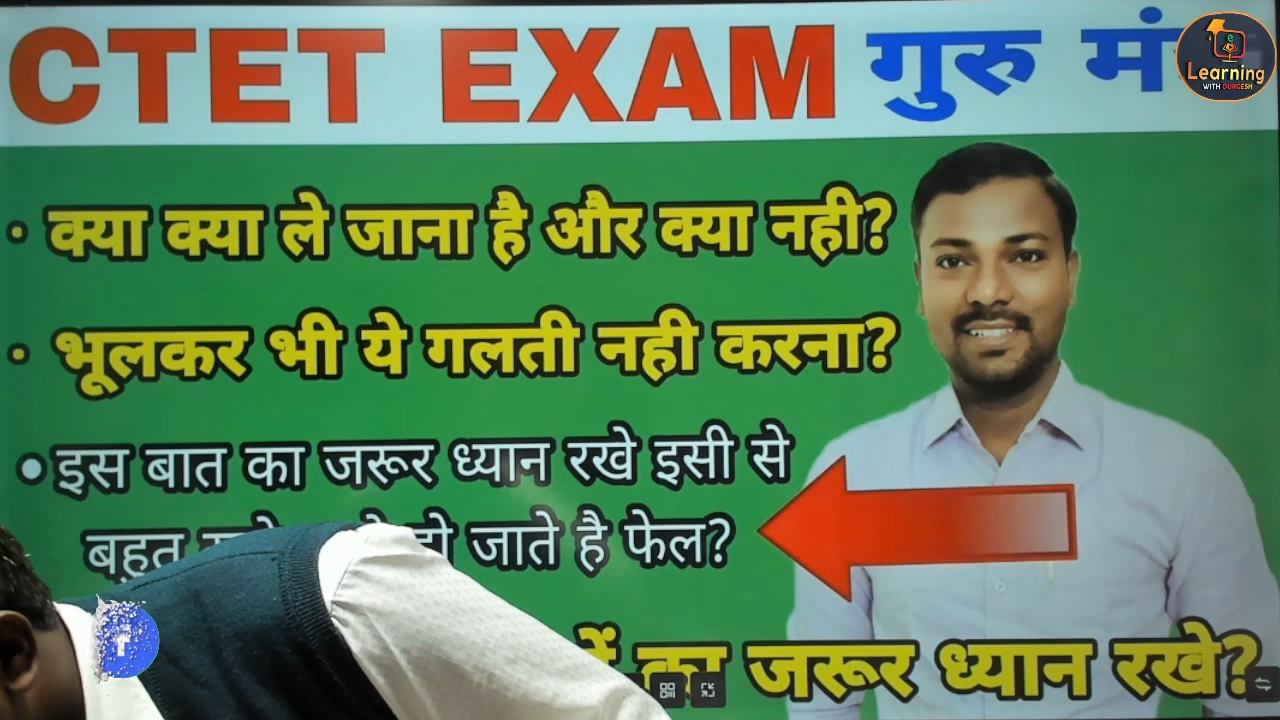 CTET EXAM गुरु
Learning
WITH DURGESH
• क्या क्या ले जाना है और क्या नही?
• भूलकर भी ये गलती नही करना?
• इस बात का जरूर ध्यान रखे इसी से
बहुत हो जाते है फेल?
का जरूर ध्यान रखे?